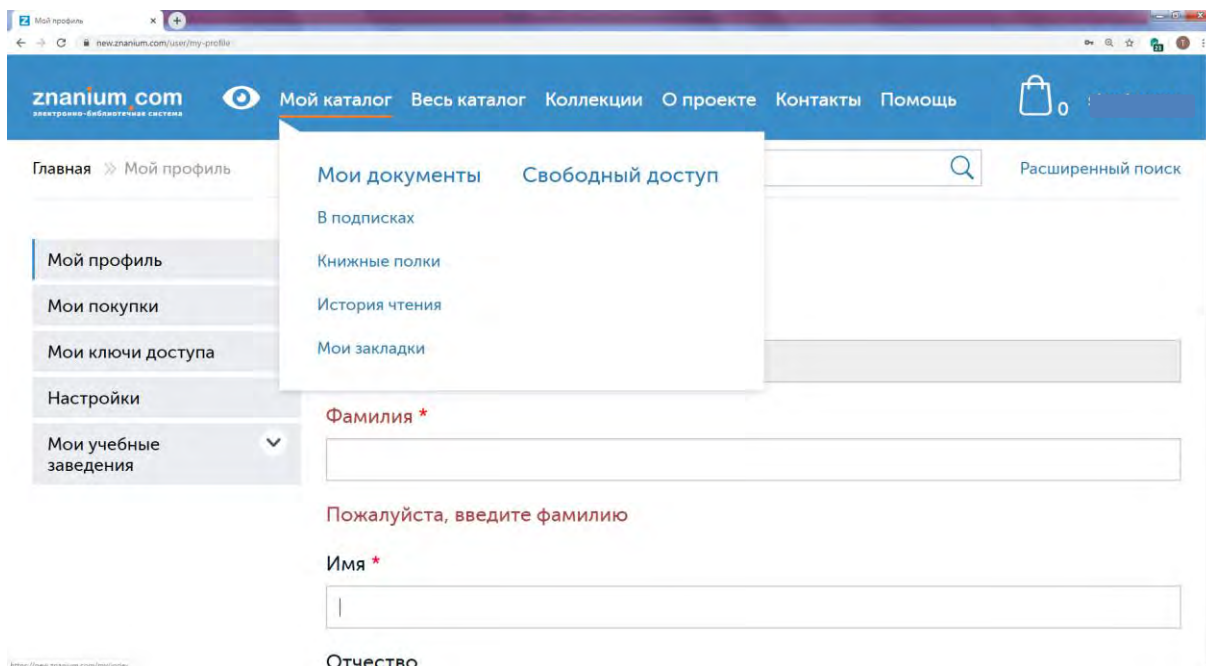 Мой профиль
new.znanium.com/user/my-profile
znanium.com
электронно-библиотечная система
Мой каталог Весь каталог Коллекции О проекте Контакты Помощь
0
Главная » Мой профиль
Расширенный поиск
Мои документы Свободный доступ
В подписках
Книжные полки
История чтения
Мои закладки
Мой профиль
Мои покупки
Мои ключи доступа
Настройки
Мои учебные
заведения
Фамилия *
Пожалуйста, введите фамилию
Имя *
Отчество